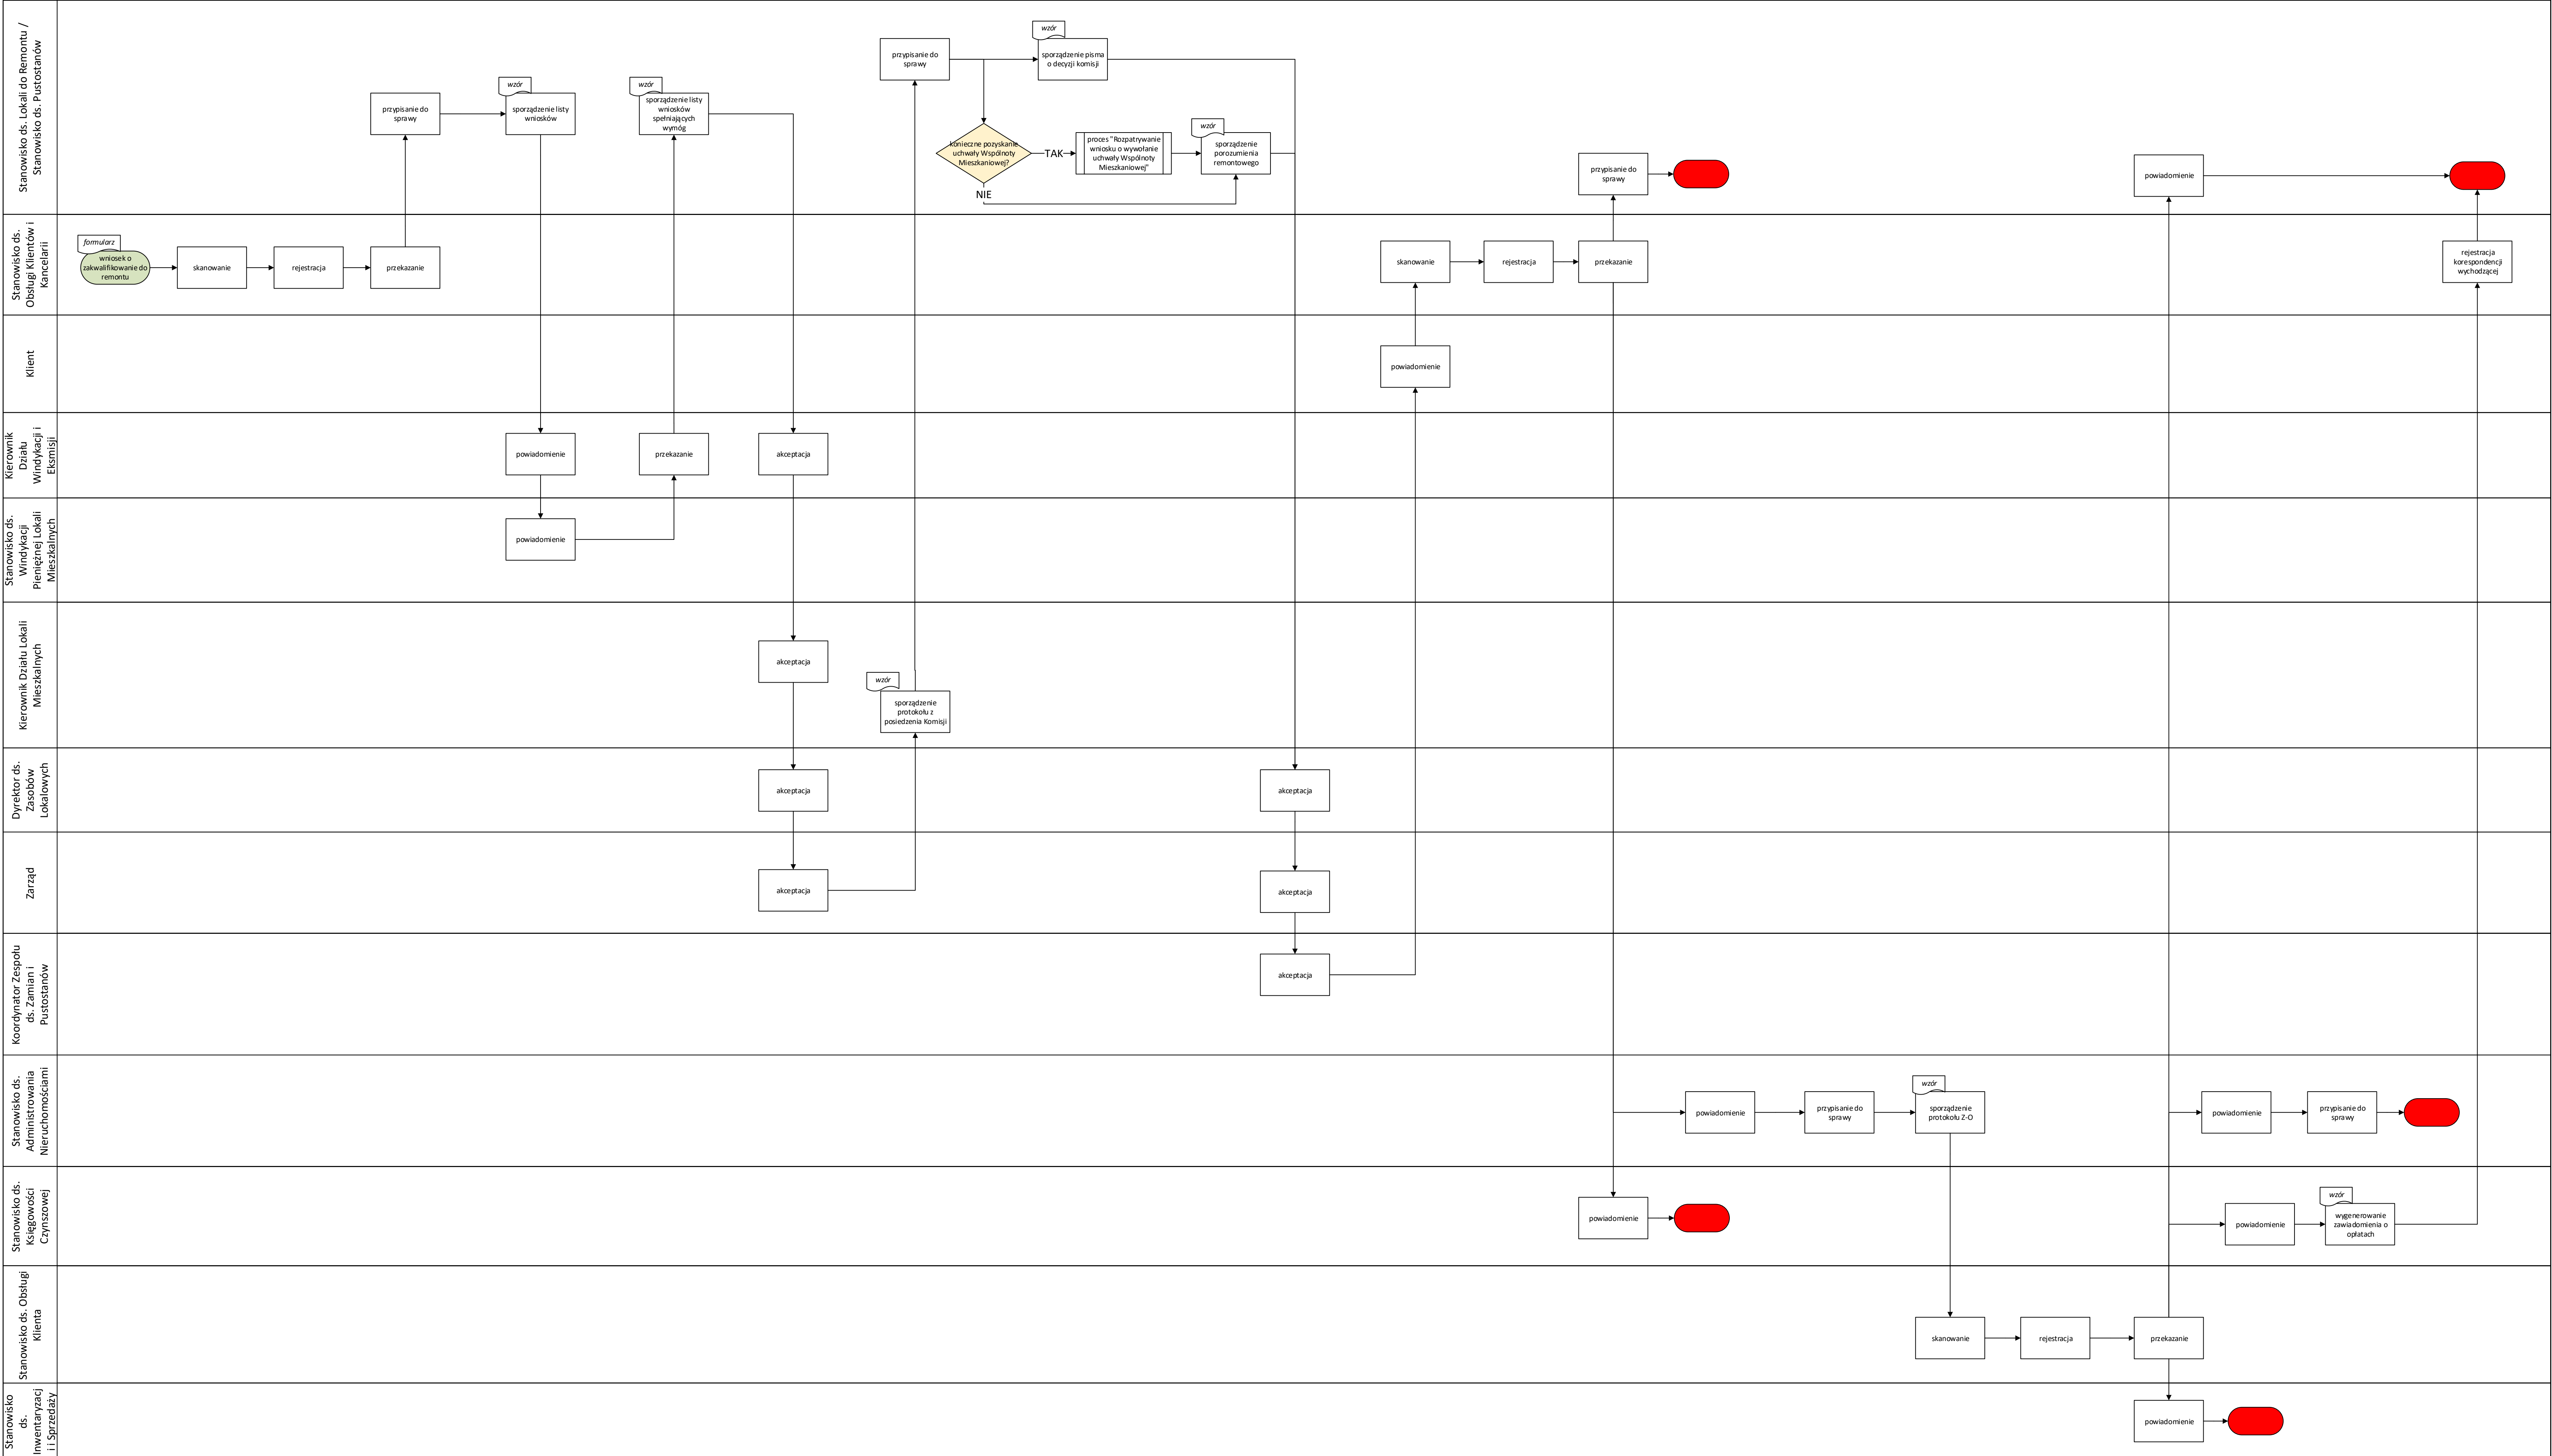 Stanowisko ds. Lokali do Remontu /
Stanowisko ds. Pustostanów
przypisanie do
sprawy
wzór
sporządzenie listy
wniosków
wzór
sporządzenie listy
wniosków
spełniających
wymóg
przypisanie do
sprawy
wzór
sporządzenie pisma
o decyzji komisji
konieczne pozyskanie
uchwały Wspólnoty
Mieszkaniowej?
TAK
NIE
proces "Rozpatrywanie
wniosku o wywołanie
uchwały Wspólnoty
Mieszkaniowej"
wzór
sporządzenie
porozumienia
remontowego
przypisanie do
sprawy
powiadomienie
Stanowisko ds.
Obsługi Klientów i
Kancelarii
formularz
wniosek o
zakwalifikowanie do
remontu
skanowanie
rejestracja
przekazanie
skanowanie
rejestracja
przekazanie
rejestracja
korespondencji
wychodzącej
Klient
powiadomienie
Kierownik
Działu
Windykacji i
Eksmisji
powiadomienie
przekazanie
akceptacja
Stanowisko ds.
Windykacji
Pieniężnej Lokali
Mieszkalnych
powiadomienie
Kierownik Działu Lokali
Mieszkalnych
akceptacja
wzór
sporządzenie
protokołu z
posiedzenia Komisji
Dyrektor ds.
Zasobów
Lokalowych
akceptacja
akceptacja
Zarząd
akceptacja
akceptacja
Koordynator Zespołu
ds. Zamian i
Pustostanów
akceptacja
Stanowisko ds.
Administrowania
Nieruchomościami
powiadomienie
przypisanie do
sprawy
wzór
sporządzenie
protokołu Z-O
powiadomienie
przypisanie do
sprawy
Stanowisko ds.
Księgowości
Czynszowej
powiadomienie
powiadomienie
wzór
wygenerowanie
zawiadomienia o
opłatach
Stanowisko ds. Obsługi
Klienta
skanowanie
rejestracja
przekazanie
Stanowisko
ds.
Inwentaryzacj
i i Sprzedaży
powiadomienie